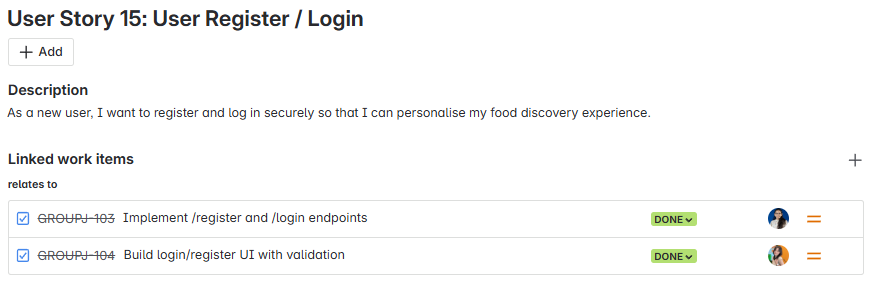 User Story 15: User Register / Login
Add
Description
As a new user, I want to register and log in securely so that I can personalise my food discovery experience.
Linked work items
relates to
GROUPJ-103 Implement /register and /login endpoints DONE
GROUPJ-104 Build login/register UI with validation DONE